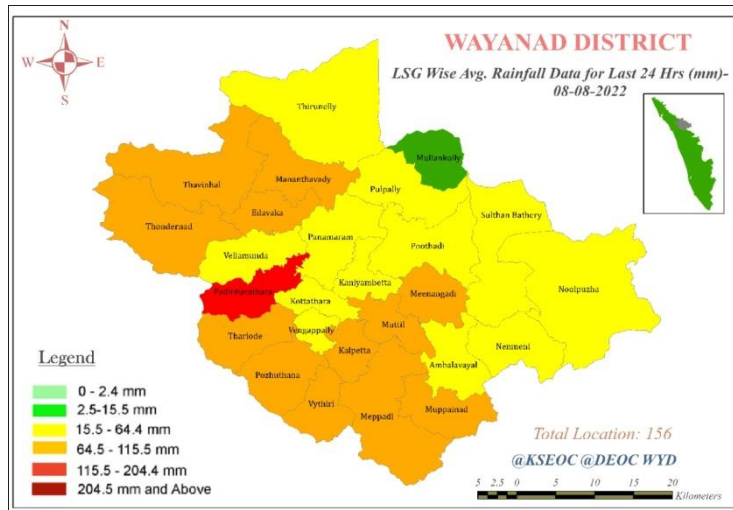 N
W
E
S
WAYANAD DISTRICT
LSG Wise Avg. Rainfall Data for Last 24 Hrs (mm)-
08-08-2022
Thirunelly
Mullankolly
Thavinhal
Mananthavady
Pulpally
Edavaka
Sulthan Bathery
Thondernad
Panamaram
Poothadi
Vellamunda
Noolpuzha
Padinharathara
Kaniyambetta
Meenangadi
Kottathara
Muttil
Vengappally
Thariode
Kalpetta
Nenmeni
Ambalavayal
Pozhuthana
Vythiri
Meppadi
Muppainad
Legend
0 - 2.4 mm
2.5-15.5 mm
15.5 - 64.4 mm
64.5 - 115.5 mm
115.5 - 204.4 mm
204.5 mm and Above
Total Location: 156
@KSEOC @DEOC WYD
5 2.5 0 5 10 15 20
Kilometers